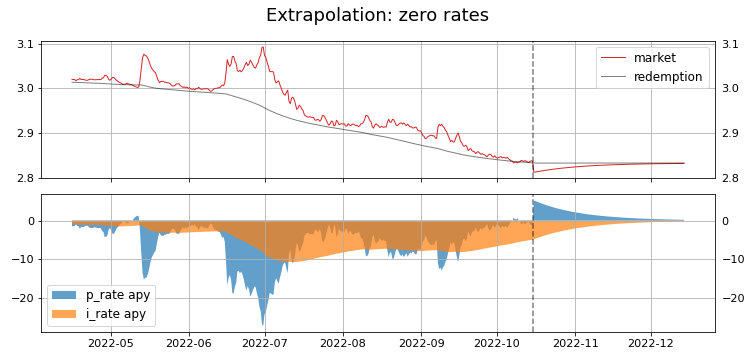 Extrapolation: zero rates
3.1 3.1
market
redemption
3.0 3.0
2.9 2.9
2.8 2.8
0 0
−10 −10
−20 −20
p_rate apy
i_rate apy
2022-05 2022-06 2022-07 2022-08 2022-09 2022-10 2022-11 2022-12